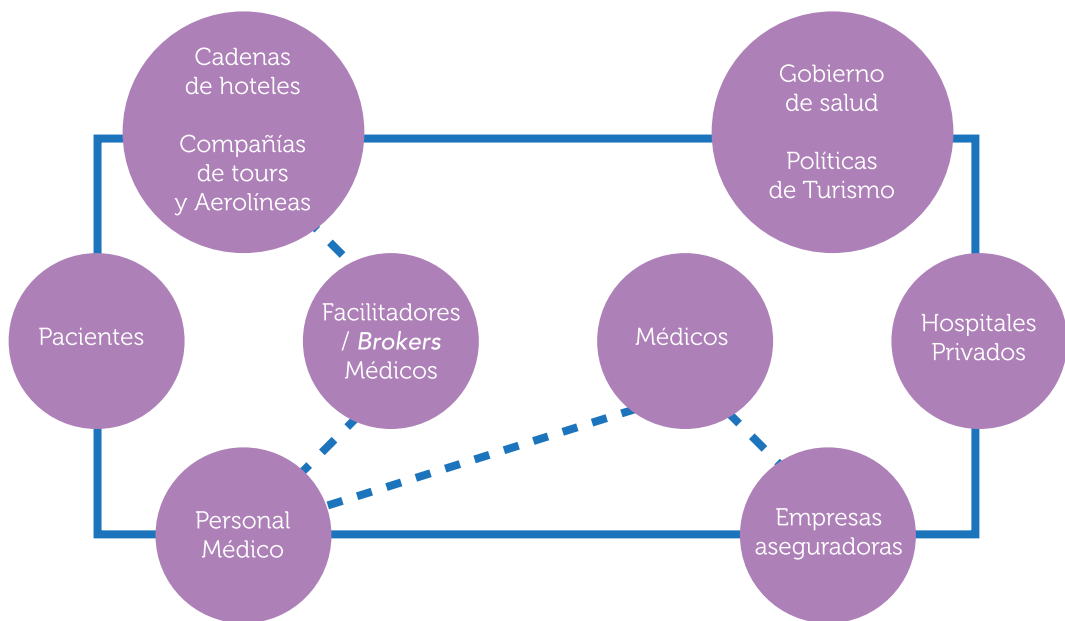 Cadenas
de hoteles
Compañías
de tours
y Aerolíneas
Gobierno
de salud
Políticas
de Turismo
Pacientes
Facilitadores
/ Brokers
Médicos
Médicos
Hospitales
Privados
Personal
Médico
Empresas
aseguradoras